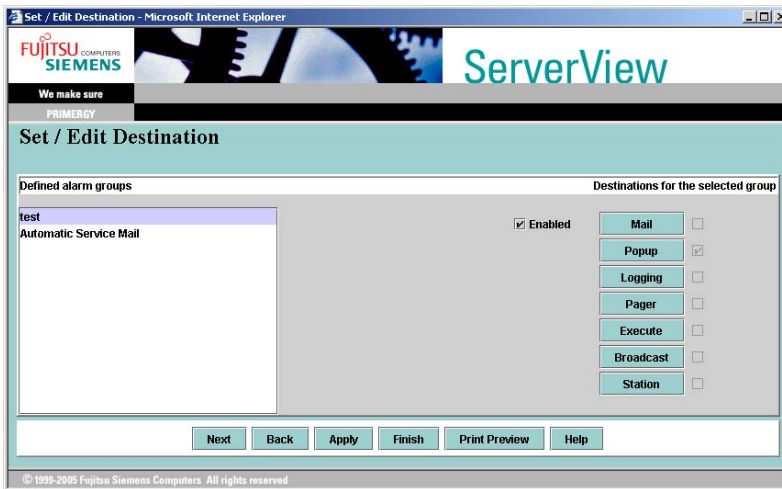 Set / Edit Destination - Microsoft Internet Explorer
FUJITSU COMPUTERS
SIEMENS
ServerView
We make sure
PRIMERGY
Set / Edit Destination
Defined alarm groups
Destinations for the selected group
test
Automatic Service Mail
Enabled
Mail
Popup
Logging
Pager
Execute
Broadcast
Station
Next Back Apply Finish Print Preview Help
© 1999-2005 Fujitsu Siemens Computers All rights reserved